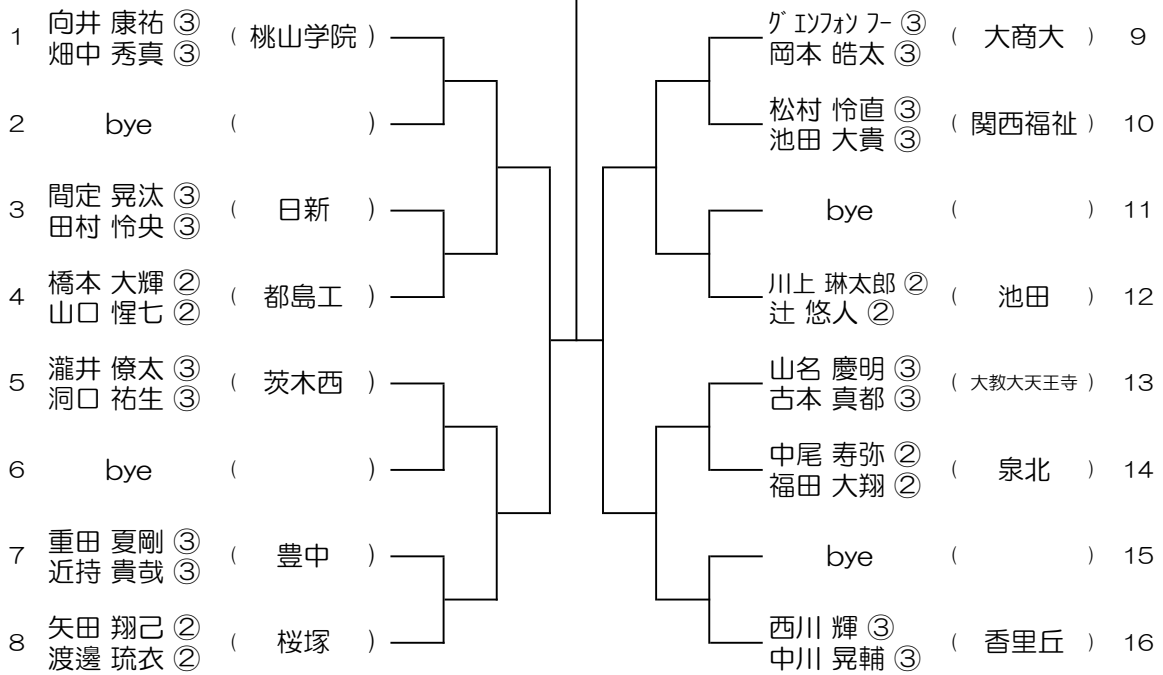 1 向井 康祐 ③ ( 桃山学院 )
畑中 秀真 ③
2 bye ( )
3 間定 晃汰 ③ ( 日新 )
田村 怜央 ③
4 橋本 大輝 ② ( 都島工 )
山口 惺七 ②
5 瀧井 僚太 ③ ( 茨木西 )
洞口 祐生 ③
6 bye ( )
7 重田 夏剛 ③ ( 豊中 )
近持 貴哉 ③
8 矢田 翔己 ② ( 桜塚 )
渡邊 琉衣 ②
グエンフォン フー ③ ( 大商大 ) 9
岡本 皓太 ③
松村 怜直 ③ ( 関西福祉 ) 10
池田 大貴 ③
bye ( ) 11
川上 琳太郎 ② ( 池田 ) 12
辻 悠人 ②
山名 慶明 ③ ( 大教大天王寺 ) 13
古本 真都 ③
中尾 寿弥 ② ( 泉北 ) 14
福田 大翔 ②
bye ( ) 15
西川 輝 ③ ( 香里丘 ) 16
中川 晃輔 ③